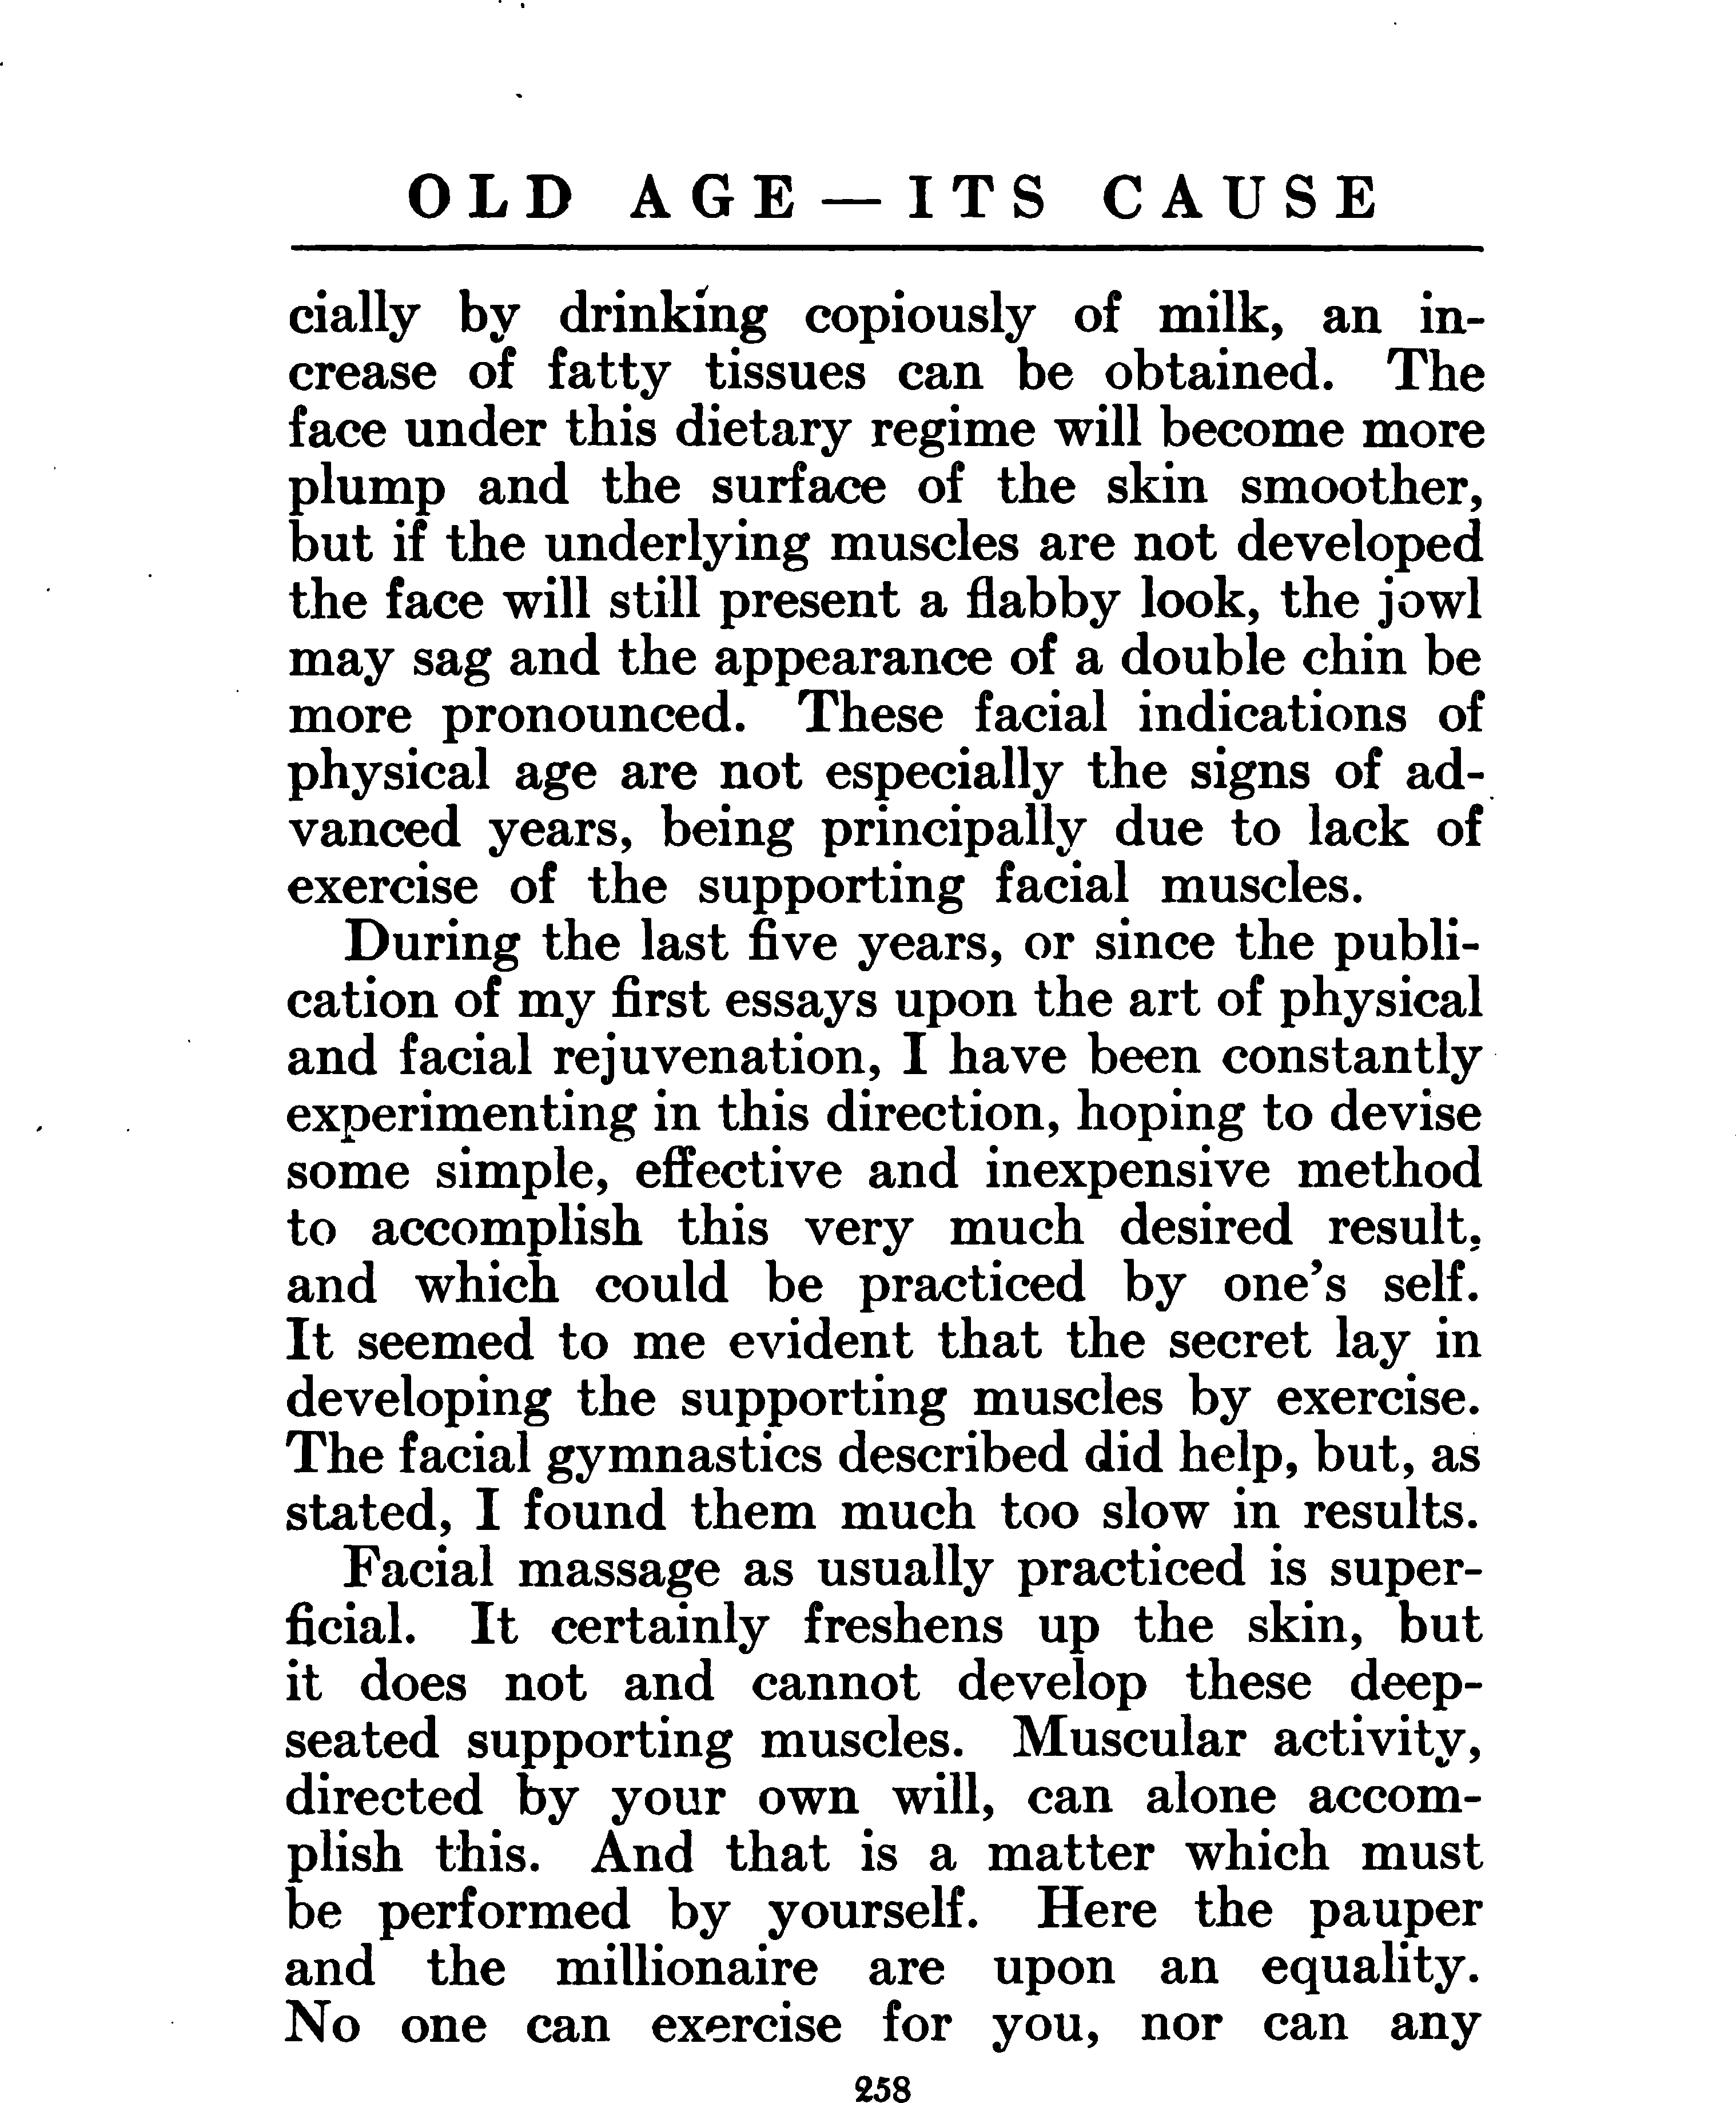 OLD AGE — ITS CAUSE
cially by drinking copiously of milk, an in-
crease of fatty tissues can be obtained. The
face under this dietary regime will become more
plump and the surface of the skin smoother,
but if the underlying muscles are not developed
the face will still present a flabby look, the jowl
may sag and the appearance of a double chin be
more pronounced. These facial indications of
physical age are not especially the signs of ad-
vanced years, being principally due to lack of
exercise of the supporting facial muscles.
During the last five years, or since the publi-
cation of my first essays upon the art of physical
and facial rejuvenation, I have been constantly
experimenting in this direction, hoping to devise
some simple, effective and inexpensive method
to accomplish this very much desired result,
and which could be practiced by one's self.
It seemed to me evident that the secret lay in
developing the supporting muscles by exercise.
The facial gymnastics described did help, but, as
stated, I found them much too slow in results.
Facial massage as usually practiced is super-
ficial. It certainly freshens up the skin, but
it does not and cannot develop these deep-
seated supporting muscles. Muscular activity,
directed by your own will, can alone accom-
plish this. And that is a matter which must
be performed by yourself. Here the pauper
and the millionaire are upon an equality.
No one can exercise for you, nor can any
258